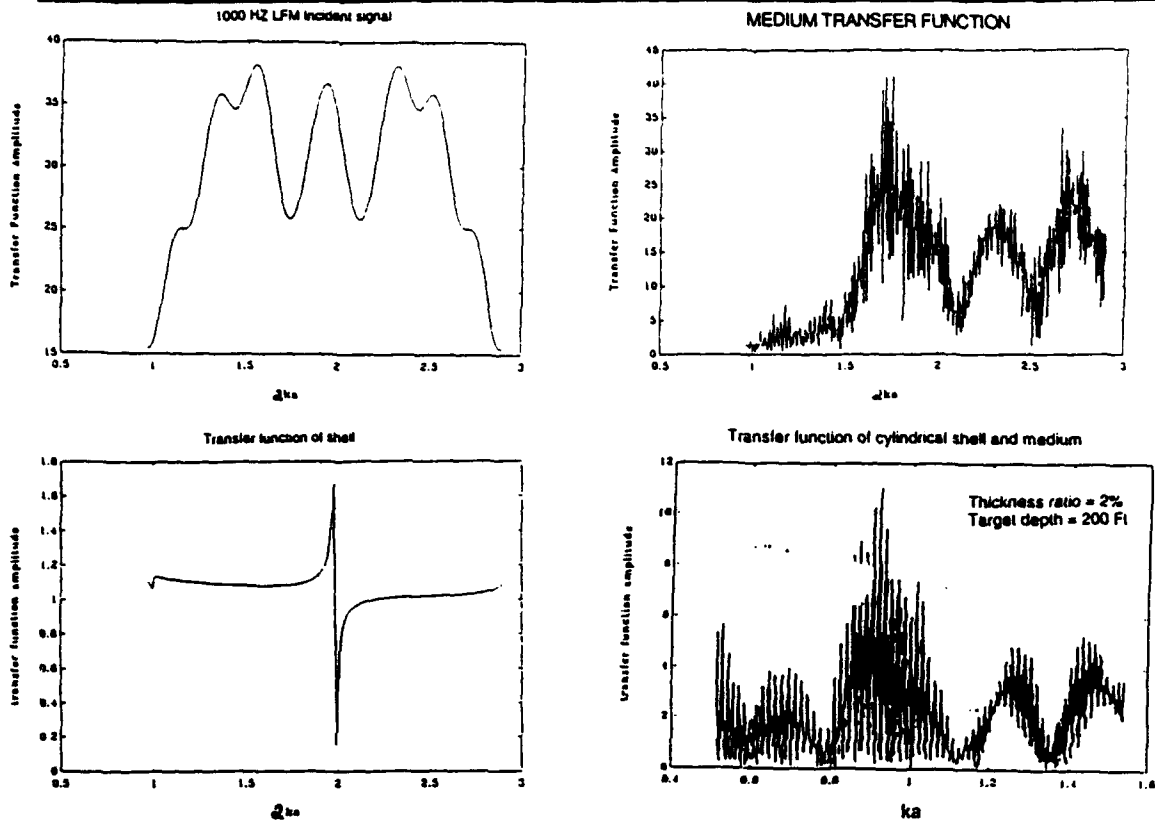 1000 HZ LFM Incident signal
40
35
30
25
20
15
0.5 1 1.5 2 2.5 3
Transfer Function Amplitude
2ka
MEDIUM TRANSFER FUNCTION
45
40
35
30
25
20
15
10
5
0
0.5 1 1.5 2 2.5 3
Transfer Function Amplitude
2ka
Transfer function of shell
1.8
1.6
1.4
1.2
1
0.8
0.6
0.4
0.2
0
0.5 1 1.5 2 2.5 3
transfer function amplitude
2ka
Transfer function of cylindrical shell and medium
Thickness ratio = 2%
Target depth = 200 Ft
12
10
8
6
4
2
0
0.4 0.6 0.8 1 1.2 1.4 1.6
transfer function amplitude
ka